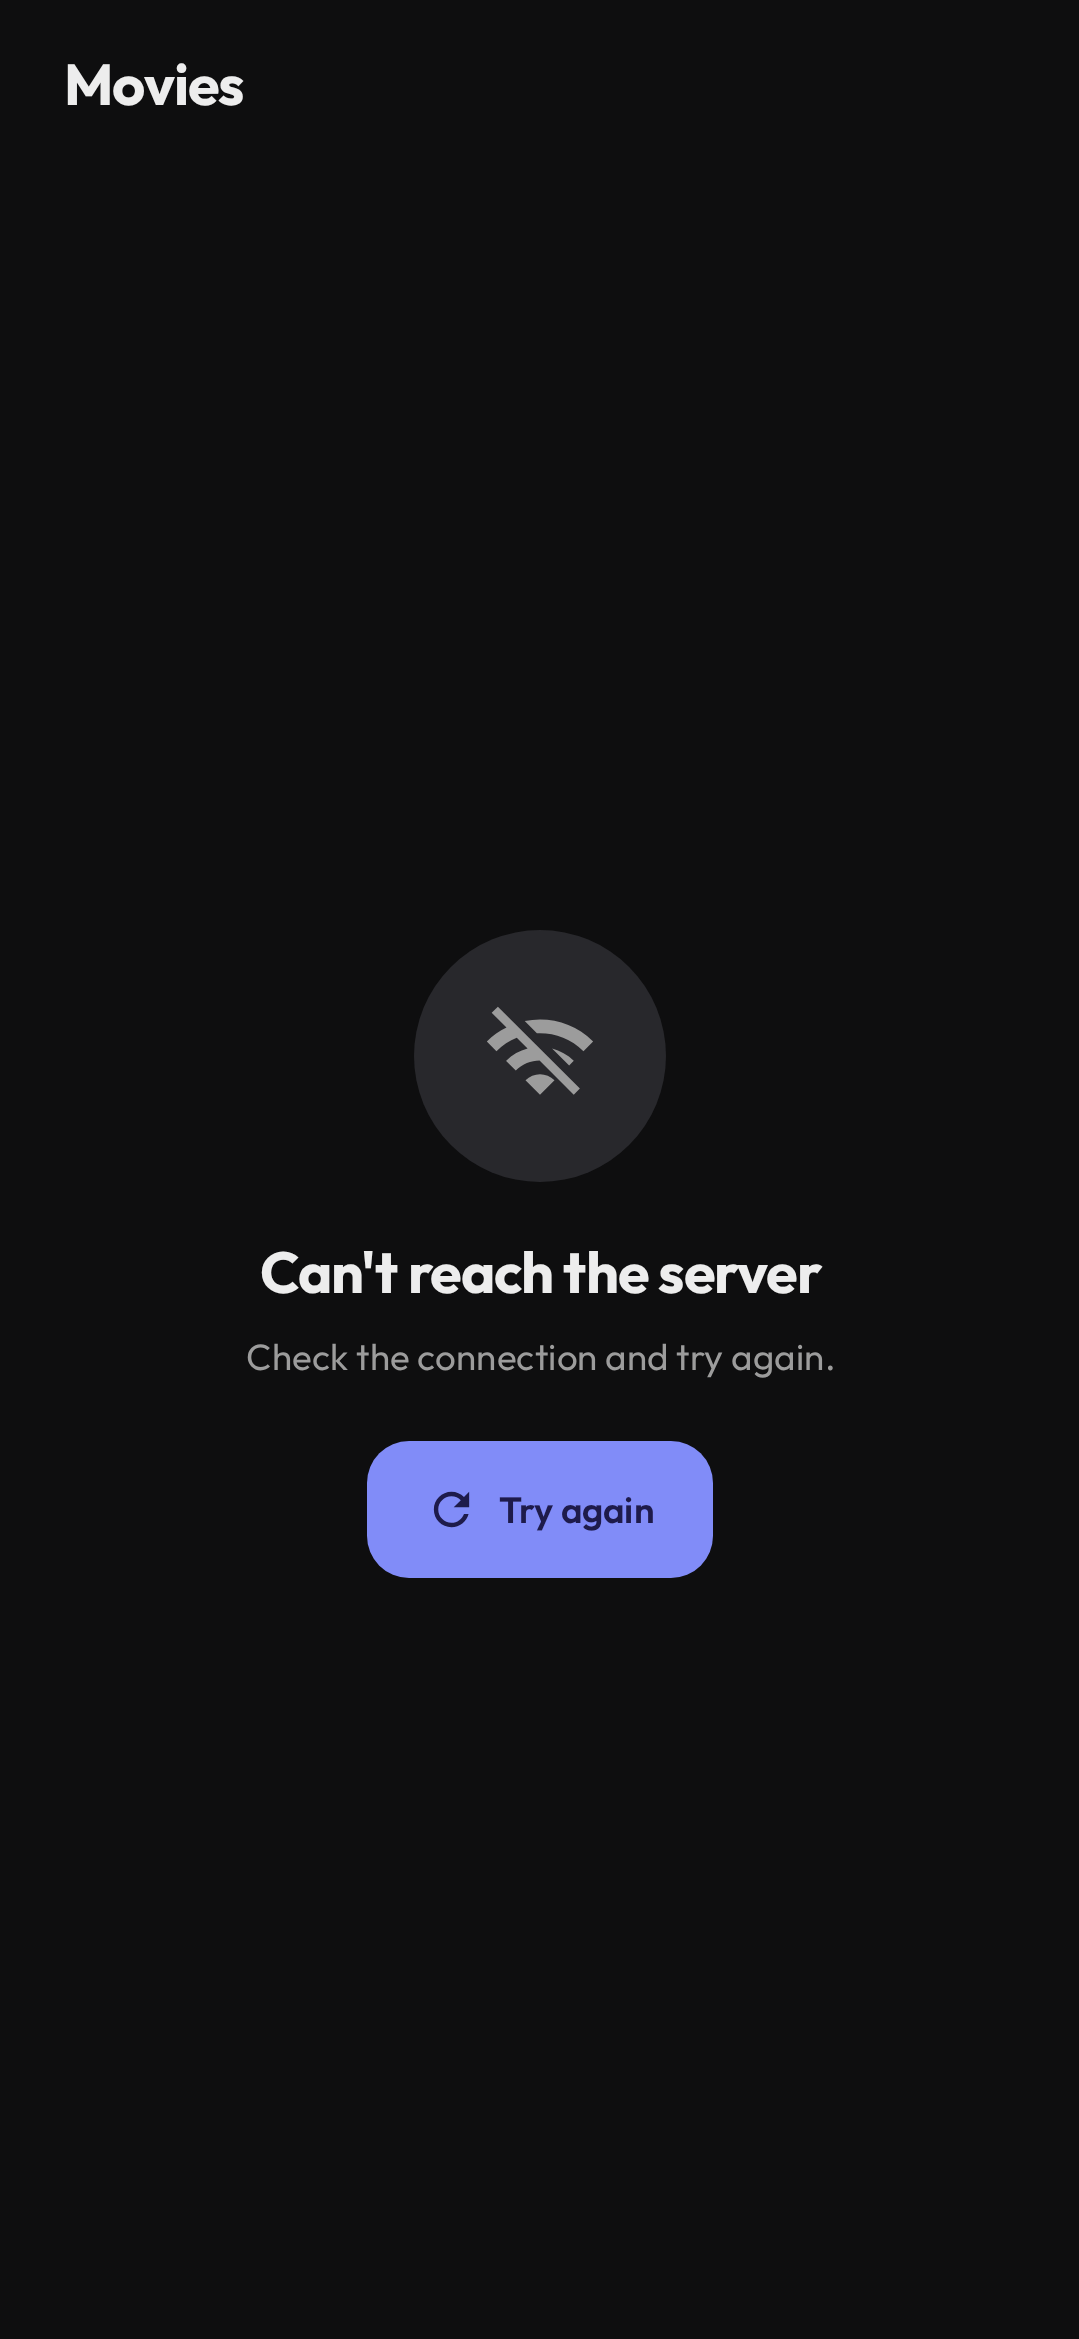 Movies
Can't reach the server
Check the connection and try again.
Try again